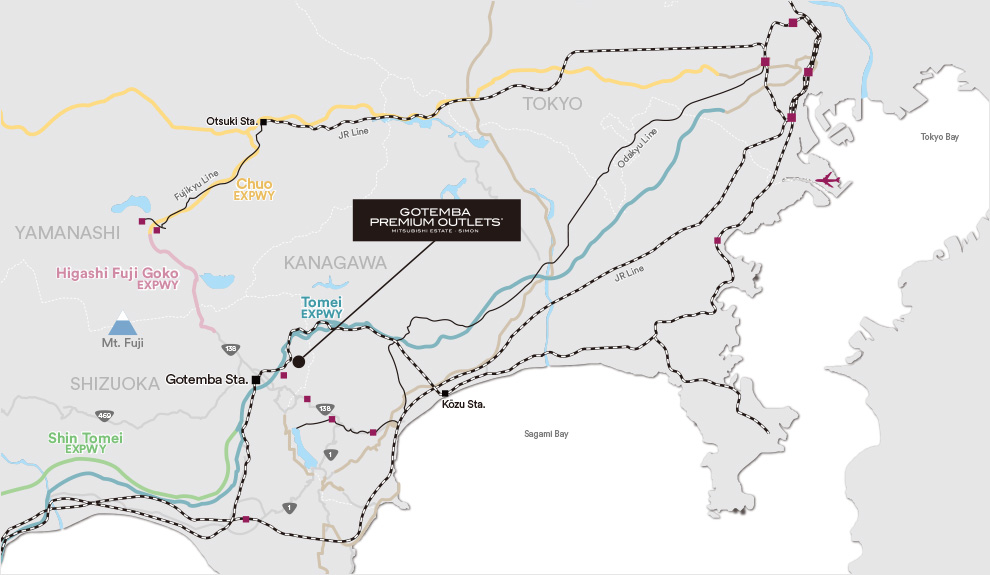 TOKYO
Tokyo Bay
Otsuki Sta.
JR Line
Odakyu Line
Fujikyu Line
Chuo
EXPWY
GOTEMBA
PREMIUM OUTLETS®
MITSUBISHI ESTATE · SIMON
YAMANASHI
KANAGAWA
Higashi Fuji Goko
EXPWY
JR Line
Tomei
EXPWY
Mt. Fuji
138
SHIZUOKA
Gotemba Sta.
Kōzu Sta.
469
138
Shin Tomei
EXPWY
Sagami Bay
1
1